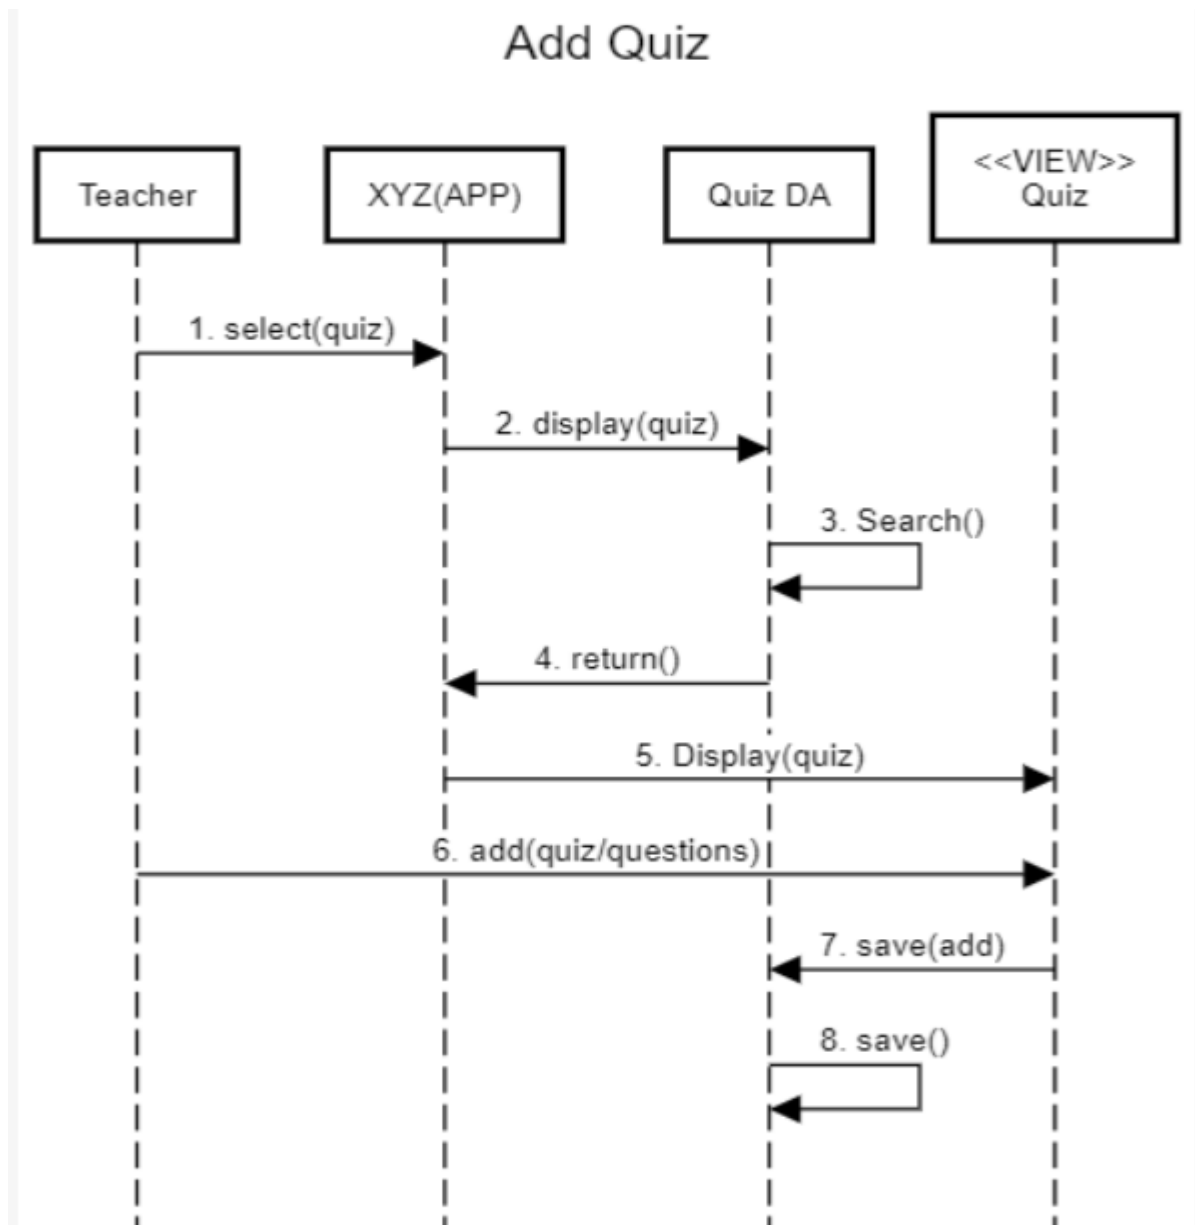 Add Quiz
Teacher
XYZ(APP)
Quiz DA
<<VIEW>>
Quiz
1. select(quiz)
2. display(quiz)
3. Search()
4. return()
5. Display(quiz)
6. add(quiz/questions)
7. save(add)
8. save()